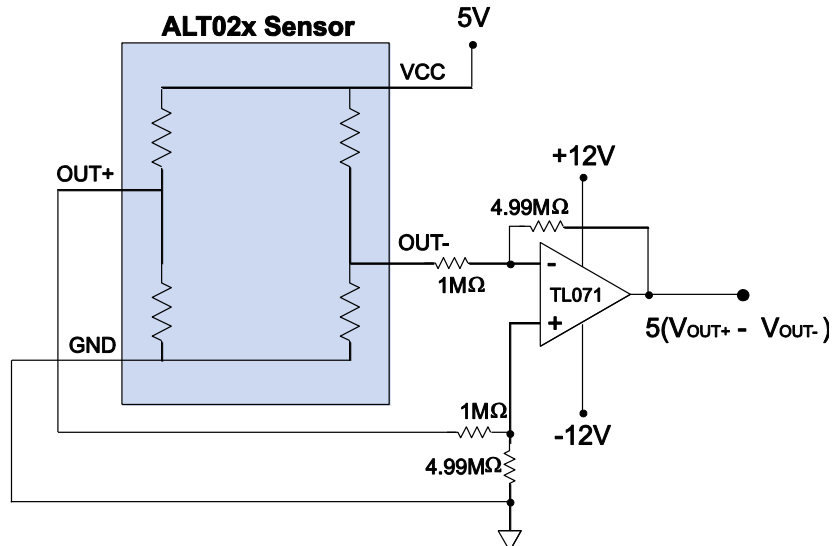 ALT02x Sensor
5V
VCC
OUT+
+12V
4.99MΩ
OUT-
1MΩ
-
TL071
+
5(VOUT+ - VOUT-)
GND
1MΩ
-12V
4.99MΩ